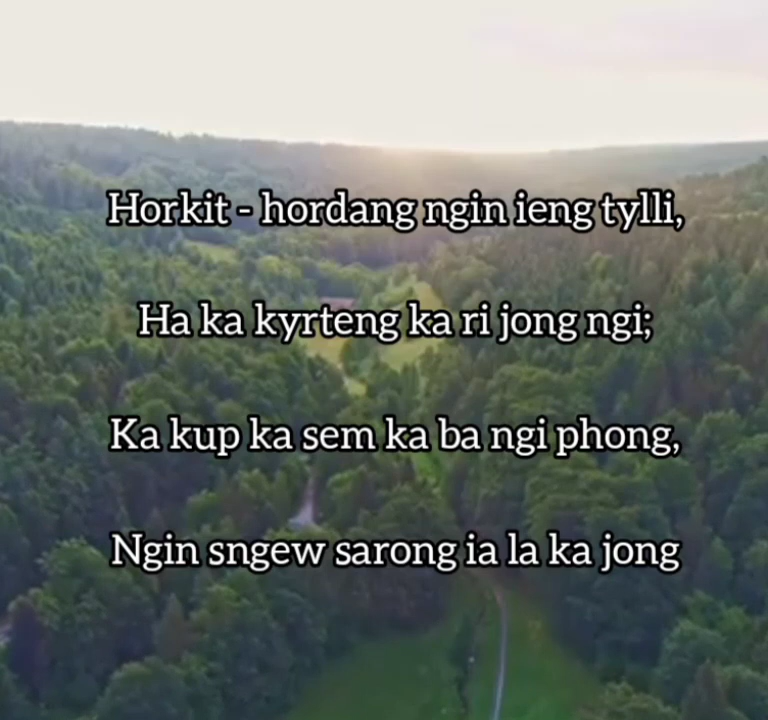 Horkit - hordang ngin ieng tylli,
Ha ka kyrteng ka ri jong ngi;
Ka kup ka sem ka ba ngi phong,
Ngin sngew sarong ia la ka jong